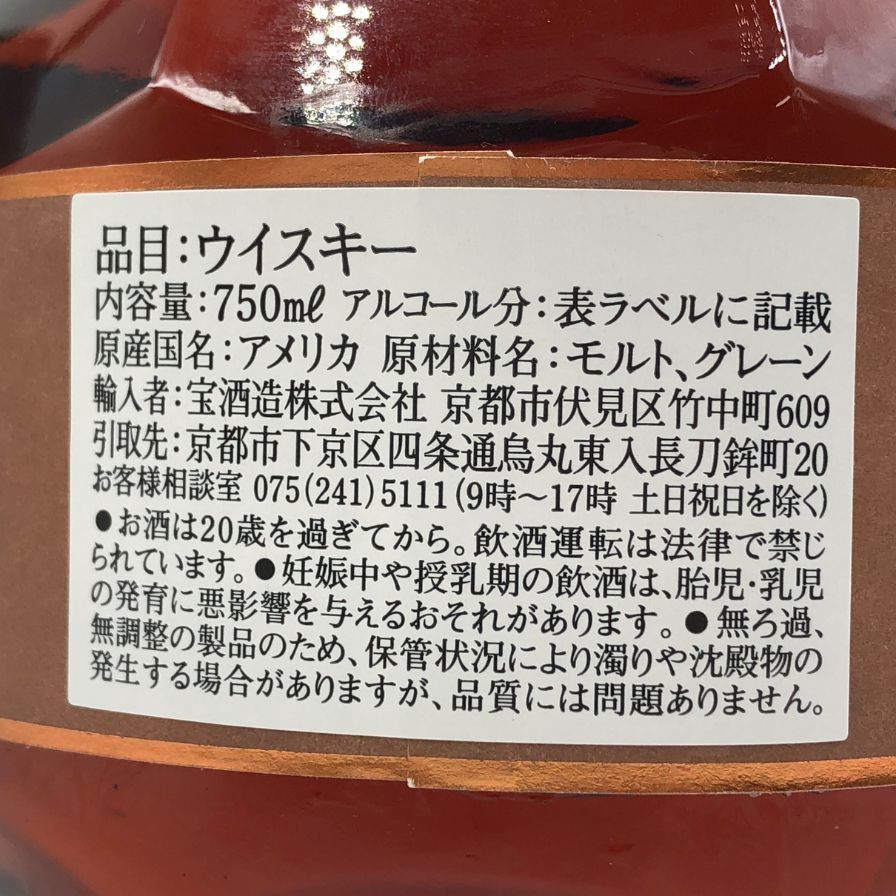 品目：ウイスキー
内容量：750㎖ アルコール分：表ラベルに記載
原産国名：アメリカ 原材料名：モルト、グレーン
輸入者：宝酒造株式会社 京都市伏見区竹中町609
引取先：京都市下京区四条通烏丸東入長刀鉾町20
お客様相談室 075(241)5111(9時～17時 土日祝日を除く)
●お酒は20歳を過ぎてから。飲酒運転は法律で禁じ
られています。●妊娠中や授乳期の飲酒は、胎児・乳児
の発育に悪影響を与えるおそれがあります。●無ろ過、
無調整の製品のため、保管状況により濁りや沈殿物の
発生する場合がありますが、品質には問題ありません。